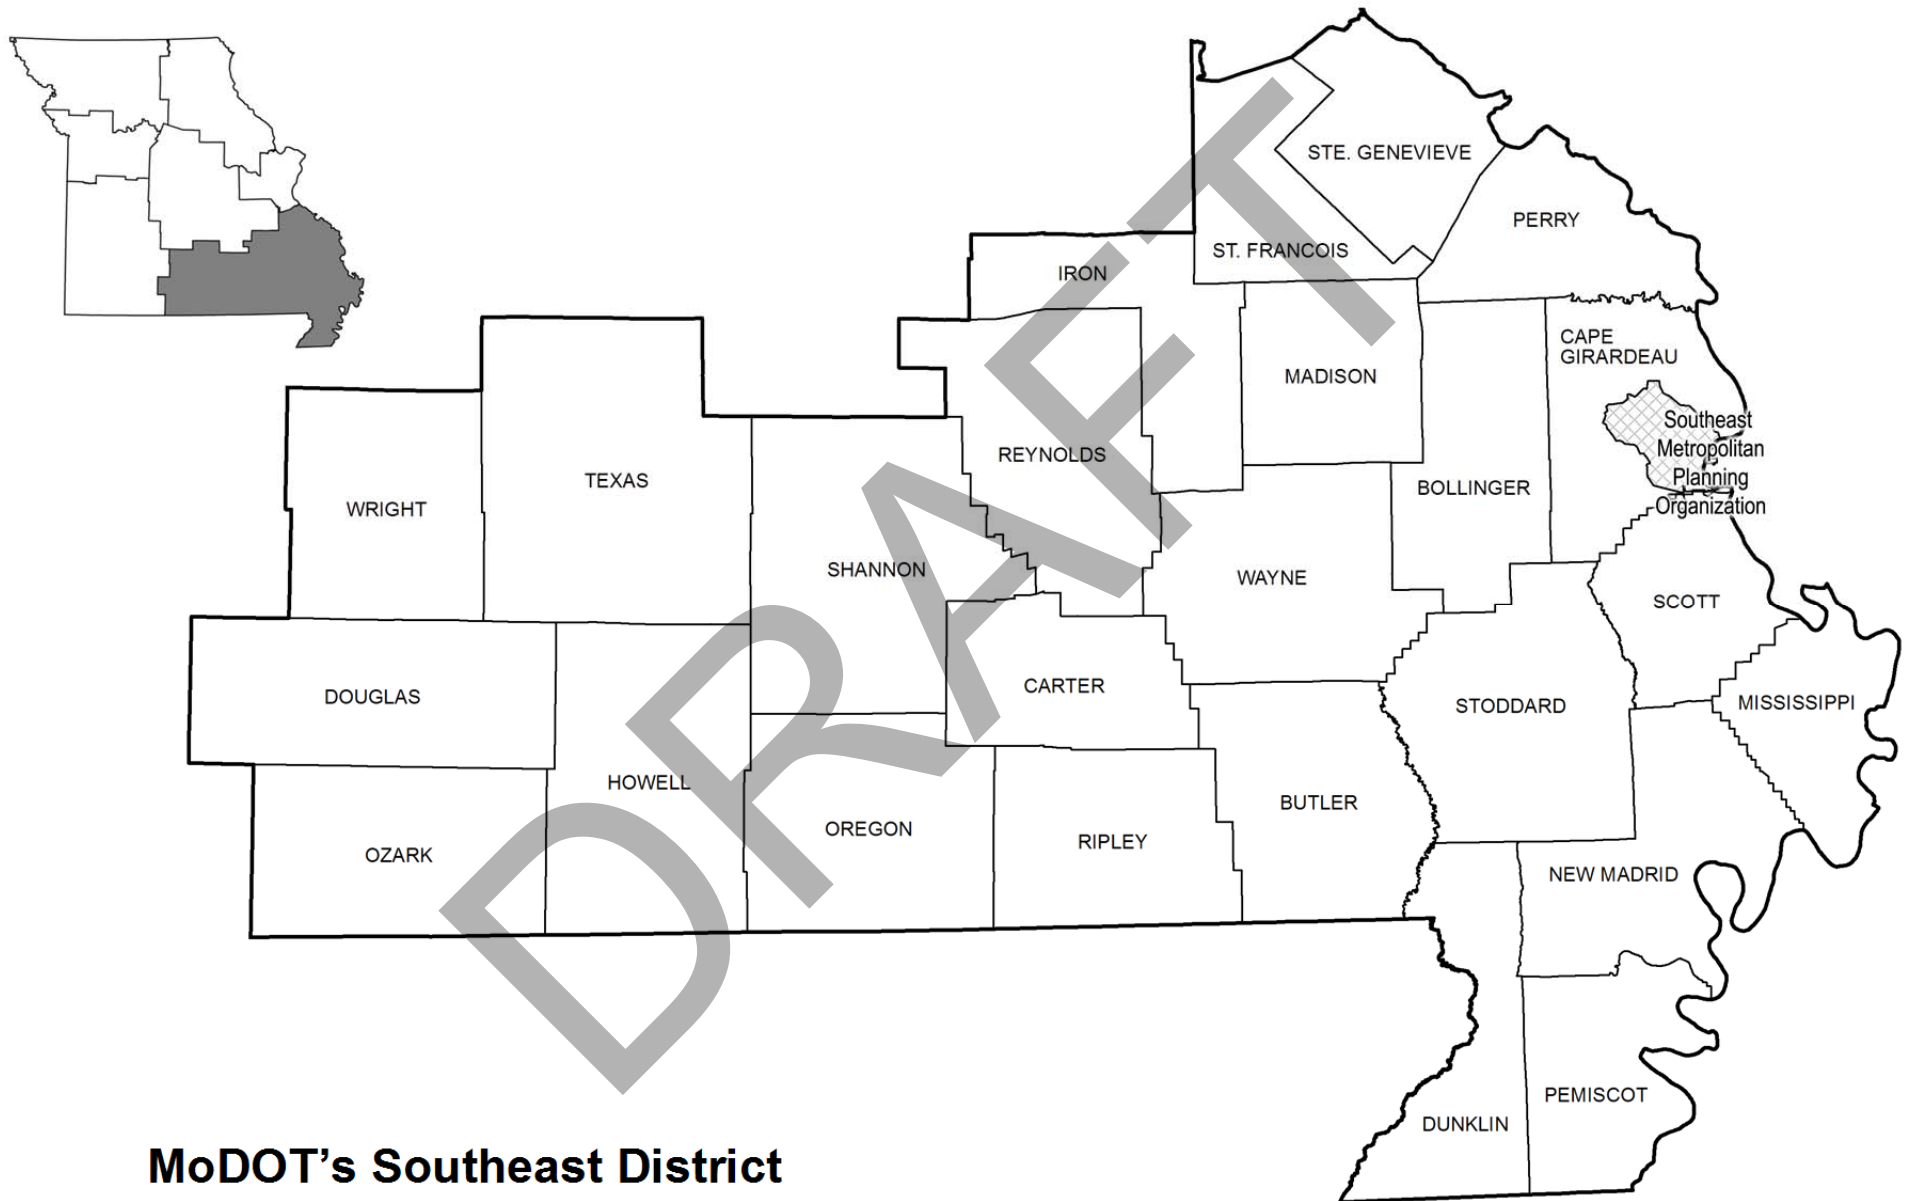 STE. GENEVIEVE
PERRY
ST. FRANCOIS
IRON
CAPE
GIRARDEAU
MADISON
Southeast
Metropolitan
Planning
Organization
REYNOLDS
TEXAS
BOLLINGER
WRIGHT
SHANNON
WAYNE
SCOTT
CARTER
DOUGLAS
STODDARD
MISSISSIPPI
HOWELL
BUTLER
OREGON
RIPLEY
OZARK
NEW MADRID
PEMISCOT
DUNKLIN
DRAFT
MoDOT’s Southeast District